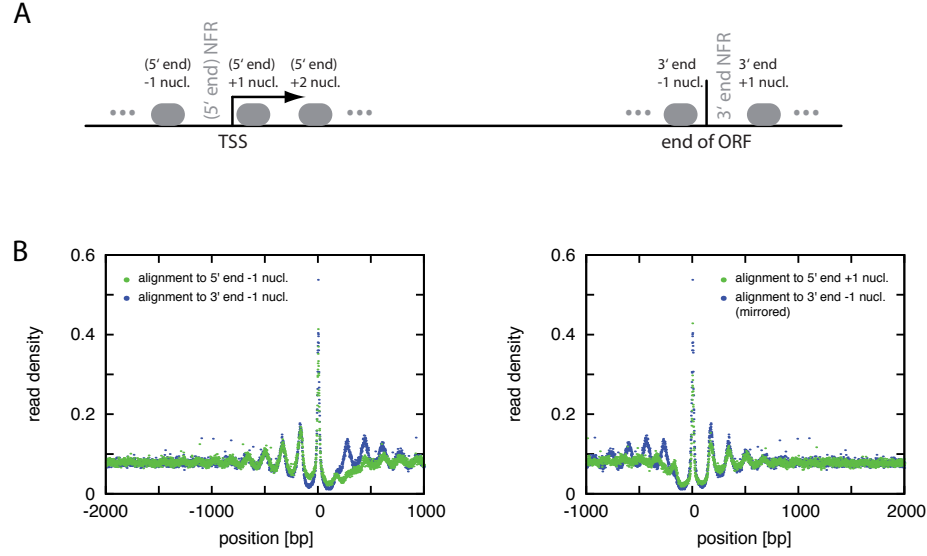 A
(5' end) NFR
3' end NFR
(5' end)
-1 nucl.
(5' end)
+1 nucl.
(5' end)
+2 nucl.
3' end
-1 nucl.
3' end
+1 nucl.
TSS
end of ORF
B
read density
0.6
0.4
0.2
0
alignment to 5' end -1 nucl.
alignment to 3' end -1 nucl.
-2000
-1000
0
1000
position [bp]
read density
0.6
0.4
0.2
0
alignment to 5' end +1 nucl.
alignment to 3' end -1 nucl.
(mirrored)
-1000
0
1000
2000
position [bp]